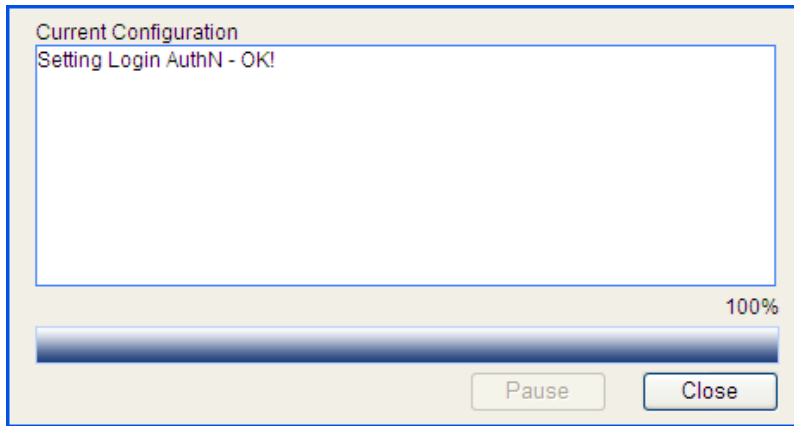 Current Configuration
Setting Login AuthN - OK!
100%
Pause
Close